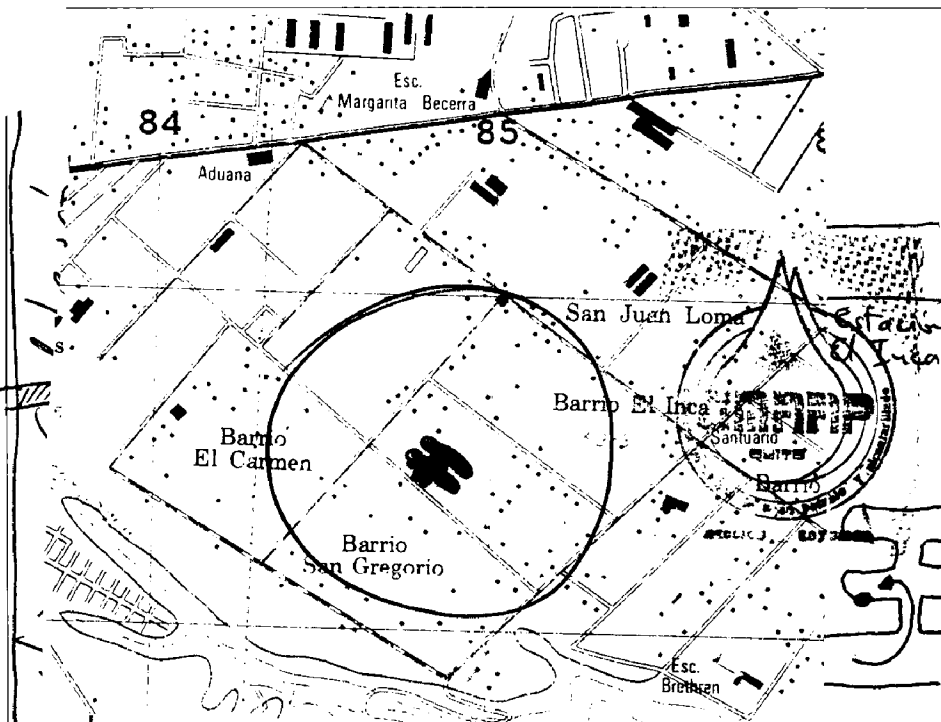 Esc.
Margarita Becerra
84
85
Aduana
San Juan Loma
Estación
El Inca
s.
Barrio El Inca
Santuario
QUITO
Barrio
El Carmen
Barrio
Barrio
San Gregorio
Esc.
Brethren